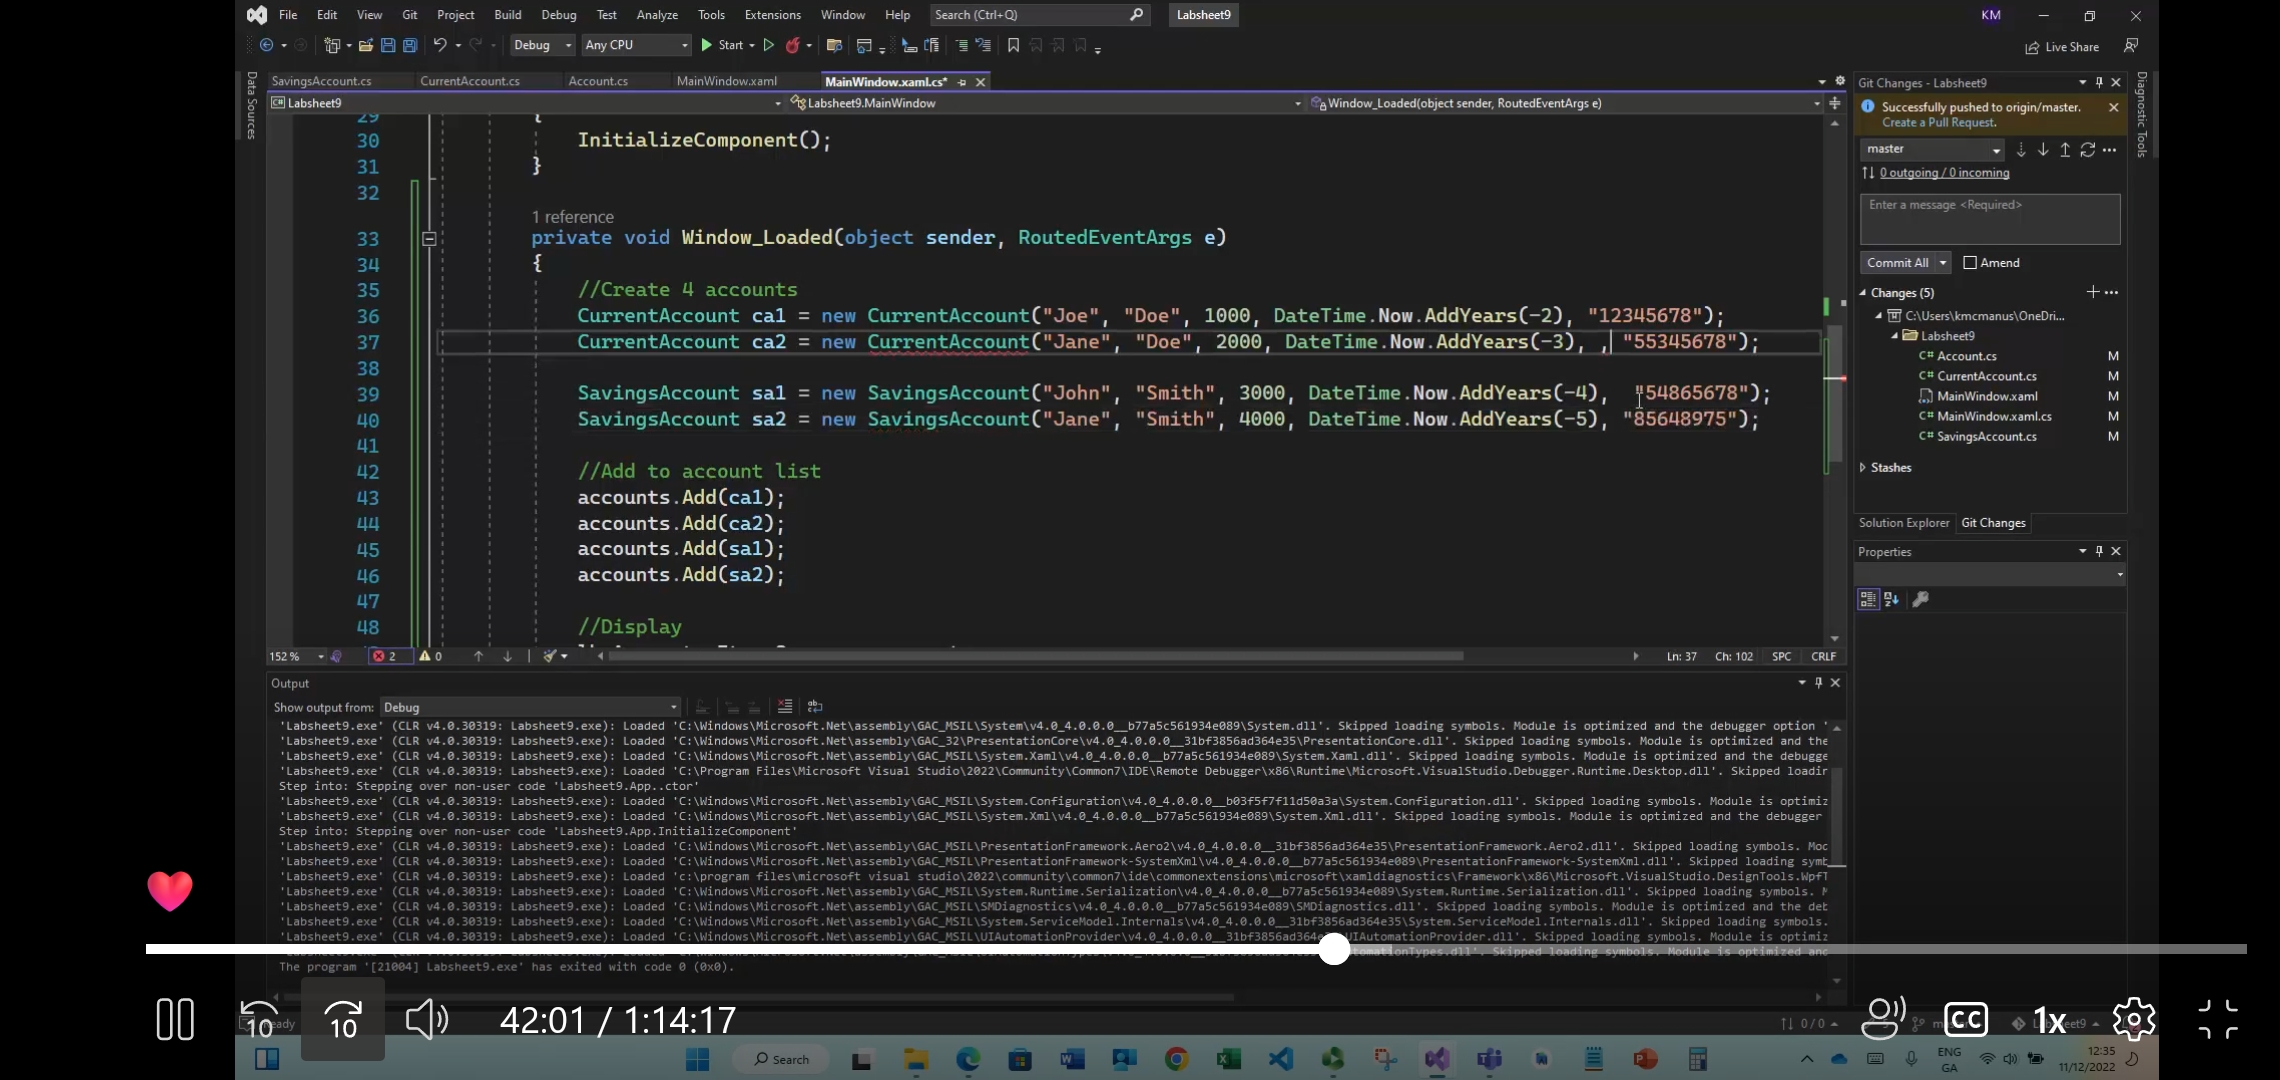 File Edit View Git Project Build Debug Test Analyze Tools Extensions Window Help Search (Ctrl+Q) Labsheet9 KM
Debug Any CPU Start Live Share
Data Sources
SavingsAccount.cs CurrentAccount.cs Account.cs MainWindow.xaml MainWindow.xaml.cs*
Labsheet9 Labsheet9.MainWindow Window_Loaded(object sender, RoutedEventArgs e)
29 {
30 InitializeComponent();
31 }
32
1 reference
33 private void Window_Loaded(object sender, RoutedEventArgs e)
34 {
35 //Create 4 accounts
36 CurrentAccount ca1 = new CurrentAccount("Joe", "Doe", 1000, DateTime.Now.AddYears(-2), "12345678");
37 CurrentAccount ca2 = new CurrentAccount("Jane", "Doe", 2000, DateTime.Now.AddYears(-3), , "55345678");
38
39 SavingsAccount sa1 = new SavingsAccount("John", "Smith", 3000, DateTime.Now.AddYears(-4), "54865678");
40 SavingsAccount sa2 = new SavingsAccount("Jane", "Smith", 4000, DateTime.Now.AddYears(-5), "85648975");
41
42 //Add to account list
43 accounts.Add(ca1);
44 accounts.Add(ca2);
45 accounts.Add(sa1);
46 accounts.Add(sa2);
47
48 //Display
152 % 2 0 Ln: 37 Ch: 102 SPC CRLF
Git Changes - Labsheet9
Successfully pushed to origin/master.
Create a Pull Request.
master
0 outgoing / 0 incoming
Enter a message <Required>
Commit All Amend
Changes (5)
C:\Users\kmcmanus\OneDri...
Labsheet9
C# Account.cs M
C# CurrentAccount.cs M
MainWindow.xaml M
C# MainWindow.xaml.cs M
C# SavingsAccount.cs M
Stashes
Solution Explorer Git Changes
Properties
Diagnostic Tools
Output
Show output from: Debug
'Labsheet9.exe' (CLR v4.0.30319: Labsheet9.exe): Loaded 'C:\Windows\Microsoft.Net\assembly\GAC_MSIL\System\v4.0_4.0.0.0__b77a5c561934e089\System.dll'. Skipped loading symbols. Module is optimized and the debugger option '
'Labsheet9.exe' (CLR v4.0.30319: Labsheet9.exe): Loaded 'C:\Windows\Microsoft.Net\assembly\GAC_32\PresentationCore\v4.0_4.0.0.0__31bf3856ad364e35\PresentationCore.dll'. Skipped loading symbols. Module is optimized and the
'Labsheet9.exe' (CLR v4.0.30319: Labsheet9.exe): Loaded 'C:\Windows\Microsoft.Net\assembly\GAC_MSIL\System.Xaml\v4.0_4.0.0.0__b77a5c561934e089\System.Xaml.dll'. Skipped loading symbols. Module is optimized and the debugge
'Labsheet9.exe' (CLR v4.0.30319: Labsheet9.exe): Loaded 'C:\Program Files\Microsoft Visual Studio\2022\Community\Common7\IDE\Remote Debugger\x86\Runtime\Microsoft.VisualStudio.Debugger.Runtime.Desktop.dll'. Skipped loadin
Step into: Stepping over non-user code 'Labsheet9.App..ctor'
'Labsheet9.exe' (CLR v4.0.30319: Labsheet9.exe): Loaded 'C:\Windows\Microsoft.Net\assembly\GAC_MSIL\System.Configuration\v4.0_4.0.0.0__b03f5f7f11d50a3a\System.Configuration.dll'. Skipped loading symbols. Module is optimiz
'Labsheet9.exe' (CLR v4.0.30319: Labsheet9.exe): Loaded 'C:\Windows\Microsoft.Net\assembly\GAC_MSIL\System.Xml\v4.0_4.0.0.0__b77a5c561934e089\System.Xml.dll'. Skipped loading symbols. Module is optimized and the debugger
Step into: Stepping over non-user code 'Labsheet9.App.InitializeComponent'
'Labsheet9.exe' (CLR v4.0.30319: Labsheet9.exe): Loaded 'C:\Windows\Microsoft.Net\assembly\GAC_MSIL\PresentationFramework.Aero2\v4.0_4.0.0.0__31bf3856ad364e35\PresentationFramework.Aero2.dll'. Skipped loading symbols. Mod
'Labsheet9.exe' (CLR v4.0.30319: Labsheet9.exe): Loaded 'C:\Windows\Microsoft.Net\assembly\GAC_MSIL\PresentationFramework-SystemXml\v4.0_4.0.0.0__b77a5c561934e089\PresentationFramework-SystemXml.dll'. Skipped loading symb
'Labsheet9.exe' (CLR v4.0.30319: Labsheet9.exe): Loaded 'c:\program files\microsoft visual studio\2022\community\common7\ide\commonextensions\microsoft\xamldiagnostics\Framework\x86\Microsoft.VisualStudio.DesignTools.WpfT
'Labsheet9.exe' (CLR v4.0.30319: Labsheet9.exe): Loaded 'C:\Windows\Microsoft.Net\assembly\GAC_MSIL\System.Runtime.Serialization\v4.0_4.0.0.0__b77a5c561934e089\System.Runtime.Serialization.dll'. Skipped loading symbols. M
'Labsheet9.exe' (CLR v4.0.30319: Labsheet9.exe): Loaded 'C:\Windows\Microsoft.Net\assembly\GAC_MSIL\SMDiagnostics\v4.0_4.0.0.0__b77a5c561934e089\SMDiagnostics.dll'. Skipped loading symbols. Module is optimized and the deb
'Labsheet9.exe' (CLR v4.0.30319: Labsheet9.exe): Loaded 'C:\Windows\Microsoft.Net\assembly\GAC_MSIL\System.ServiceModel.Internals\v4.0_4.0.0.0__31bf3856ad364e35\System.ServiceModel.Internals.dll'. Skipped loading symbols.
'Labsheet9.exe' (CLR v4.0.30319: Labsheet9.exe): Loaded 'C:\Windows\Microsoft.Net\assembly\GAC_MSIL\UIAutomationProvider\v4.0_4.0.0.0__31bf3856ad364e35\UIAutomationProvider.dll'. Skipped loading symbols. Module is optimiz
tomationTypes.dll'. Skipped loading symbols. Module is optimized and
The program '[21004] Labsheet9.exe' has exited with code 0 (0x0).
10 10 42:01 / 1:14:17 0 / 0 CC 1x
Search ENG GA 12:35 11/12/2022